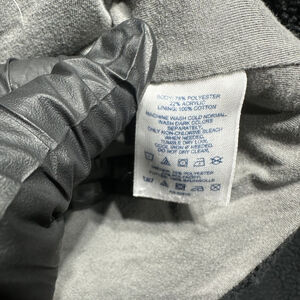 BODY: 78% POLYESTER
22% ACRYLIC
LINING: 100% COTTON
MACHINE WASH COLD NORMAL.
WASH DARK COLORS
SEPARATELY.
ONLY NON-CHLORINE BLEACH
WHEN NEEDED.
TUMBLE DRY LOW.
COOL IRON IF NEEDED.
DO NOT DRY CLEAN.
POLYESTER